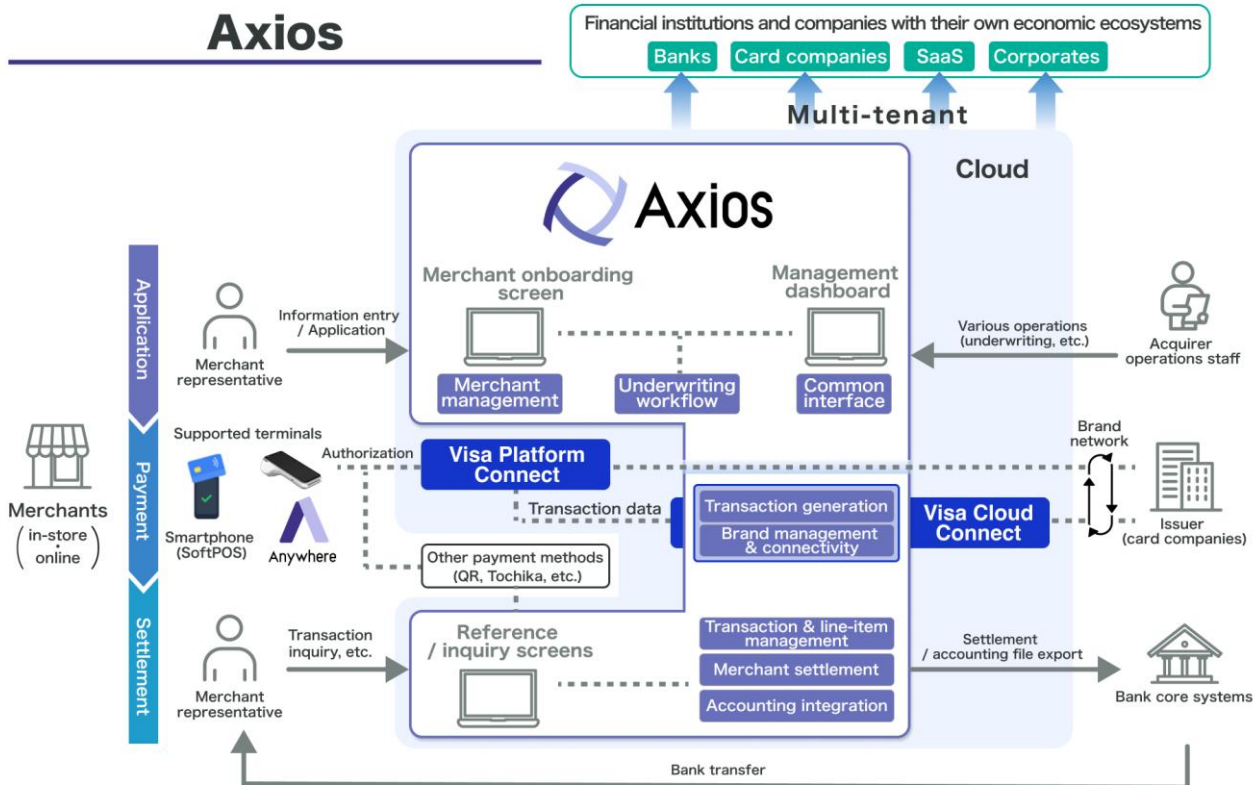 Axios
Financial institutions and companies with their own economic ecosystems
Banks
Card companies
SaaS
Corporates
Multi-tenant
Cloud
Axios
Application
Merchant
representative
Information entry
/ Application
Merchant onboarding
screen
Management
dashboard
Various operations
(underwriting, etc.)
Acquirer
operations staff
Merchant
management
Underwriting
workflow
Common
interface
Merchants
(in-store
・
online)
Payment
Supported terminals
Smartphone
(SoftPOS)
Anywhere
Authorization
Visa Platform
Connect
Transaction data
Transaction generation
Brand management
& connectivity
Visa Cloud
Connect
Brand
network
Issuer
(card companies)
Other payment methods
(QR, Tochika, etc.)
Settlement
Merchant
representative
Transaction
inquiry, etc.
Reference
/ inquiry screens
Transaction & line-item
management
Merchant settlement
Accounting integration
Settlement
/ accounting file export
Bank core systems
Bank transfer